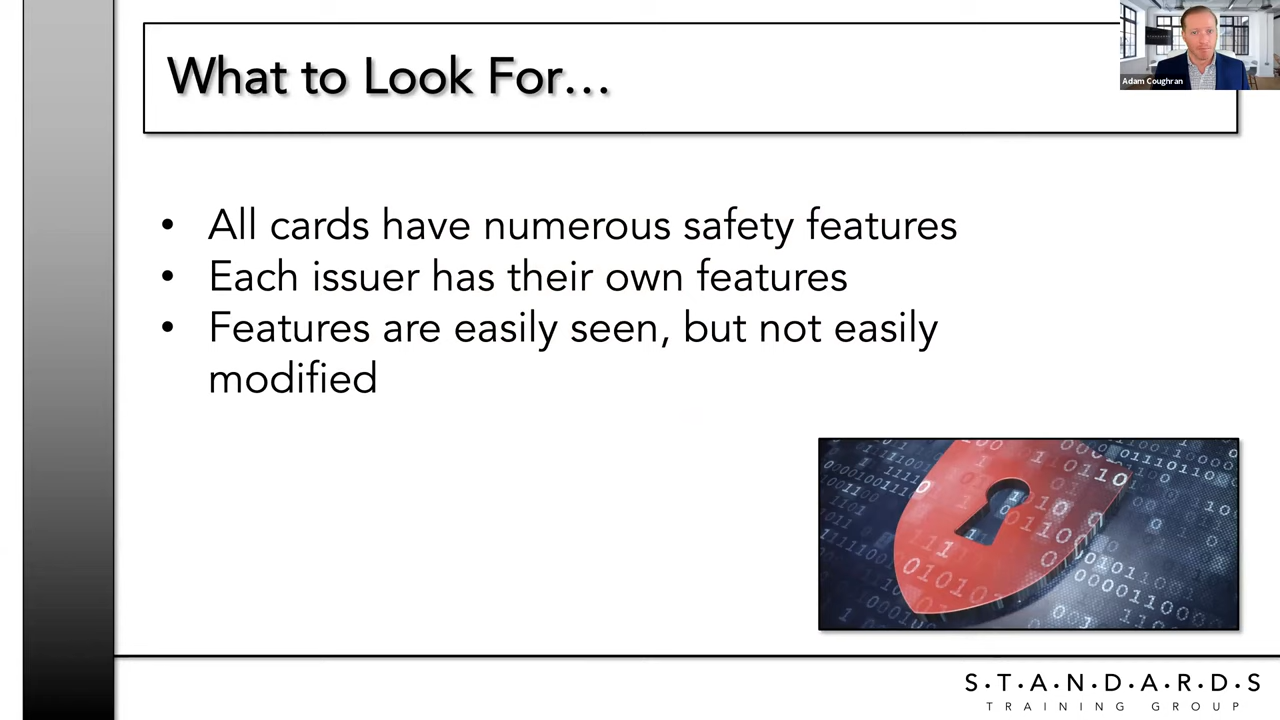 What to Look For...
Adam Coughran
• All cards have numerous safety features
• Each issuer has their own features
• Features are easily seen, but not easily
modified
S•T•A•N•D•A•R•D•S
TRAINING GROUP